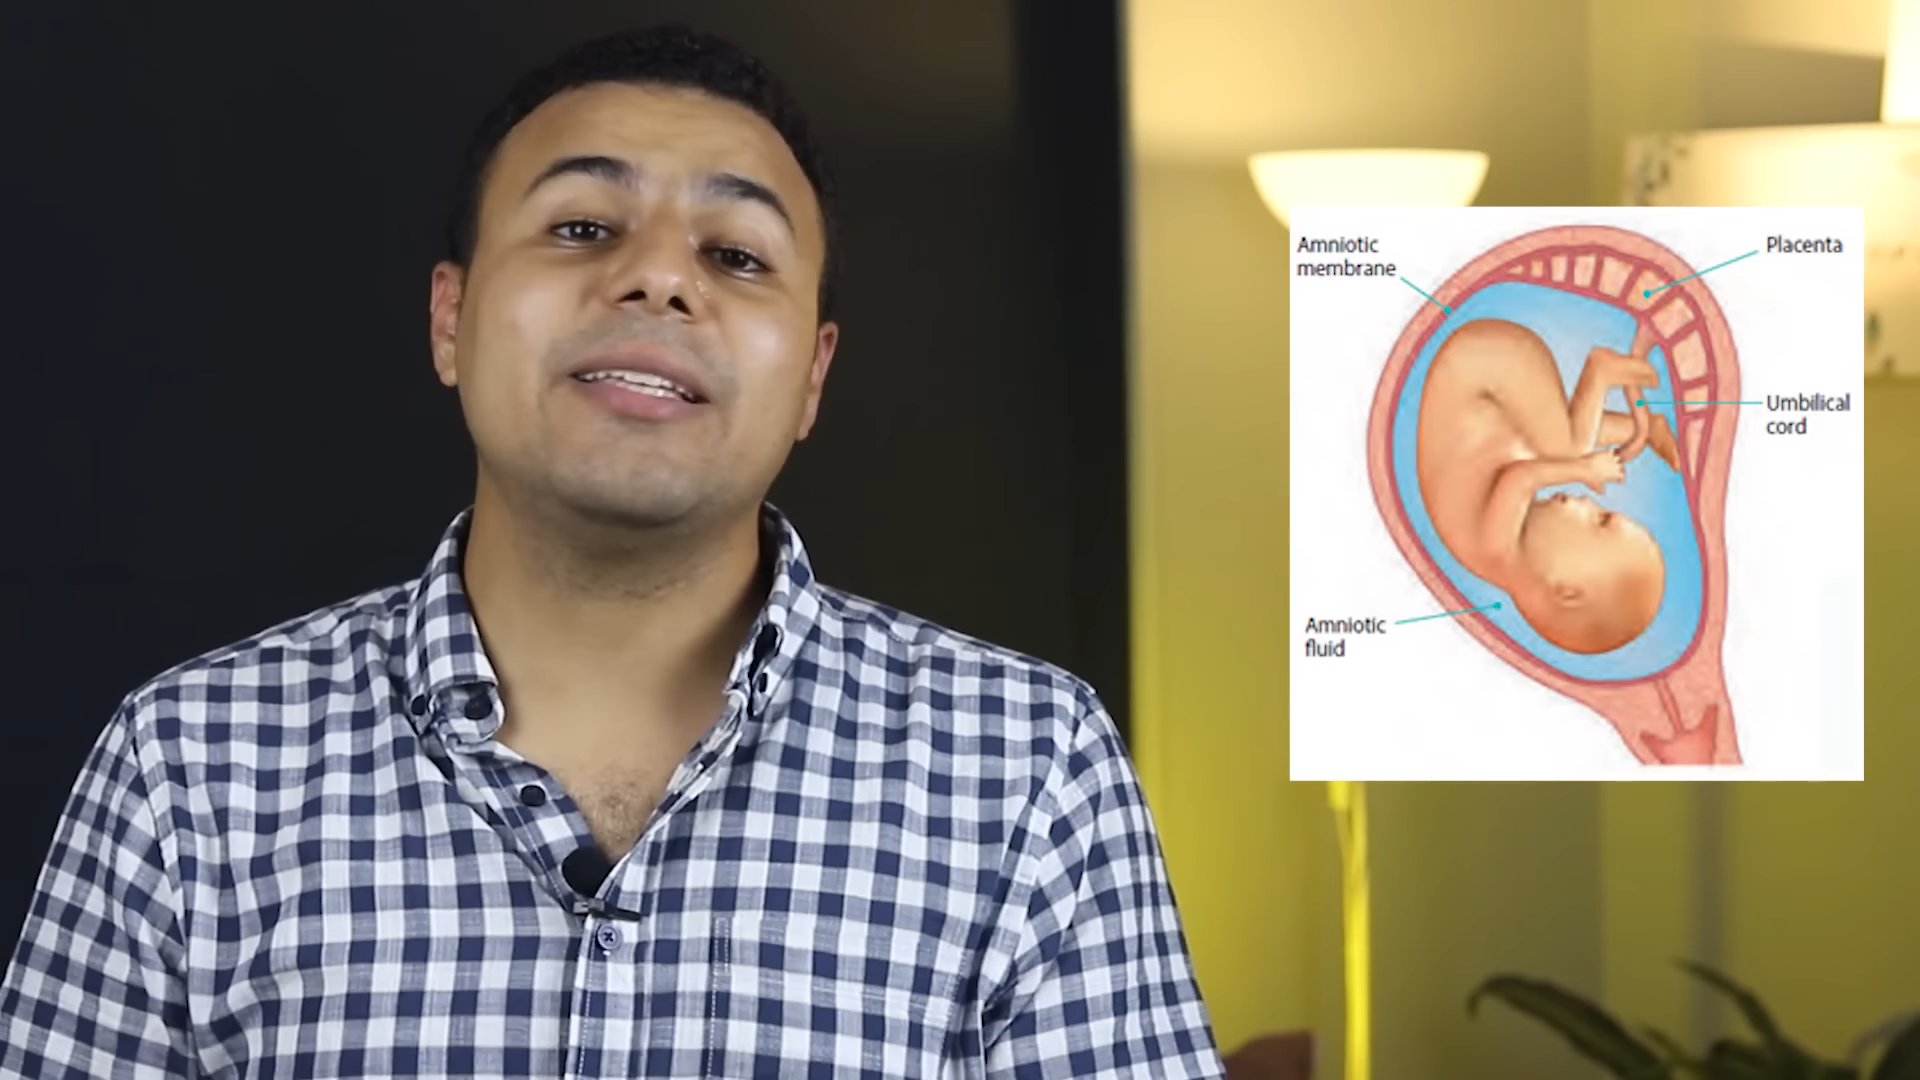 Amniotic
membrane
Placenta
Umbilical
cord
Amniotic
fluid